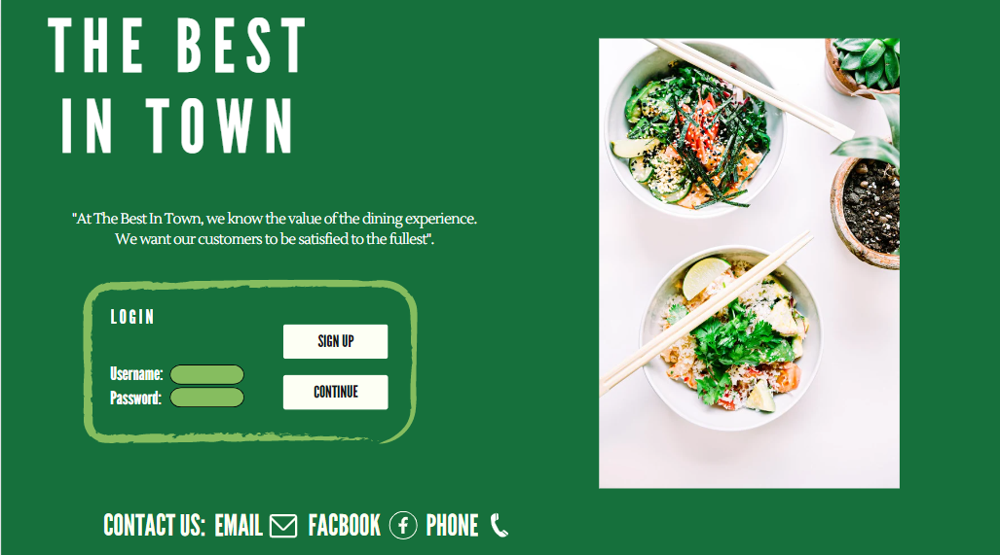 THE BEST
IN TOWN
"At The Best In Town, we know the value of the dining experience.
We want our customers to be satisfied to the fullest".
LOGIN
SIGN UP
Username:
CONTINUE
Password:
CONTACT US: EMAIL FACBOOK PHONE